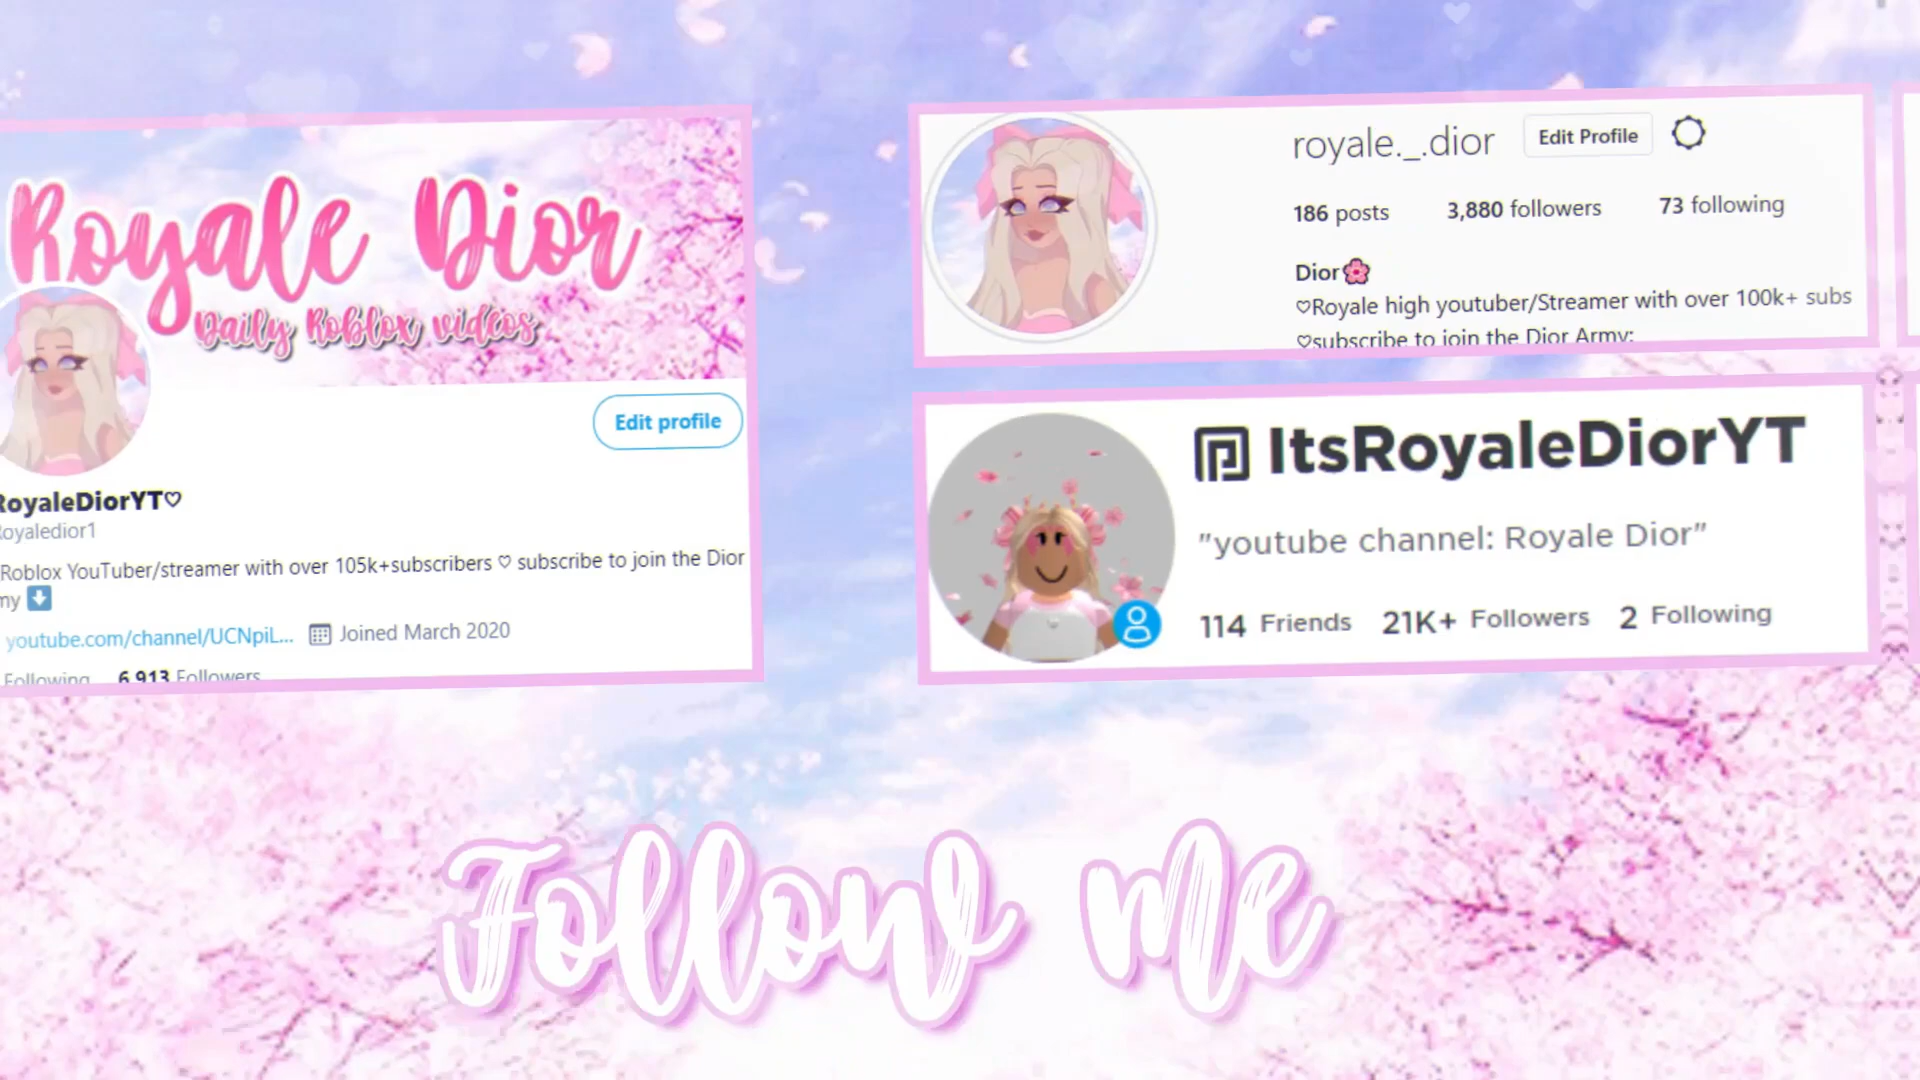 Royale Dior
Daily Roblox videos
Edit profile
RoyaleDiorYT♡
oyaledior1
Roblox YouTuber/streamer with over 105k+subscribers ♡ subscribe to join the Dior
my ⬇
youtube.com/channel/UCNpiL... Joined March 2020
Following 6,913 Followers
royale._.dior Edit Profile
186 posts 3,880 followers 73 following
Dior🌸
♡Royale high youtuber/Streamer with over 100k+ subs
♡subscribe to join the Dior Army:
ItsRoyaleDiorYT
"youtube channel: Royale Dior"
114 Friends 21K+ Followers 2 Following
Follow me